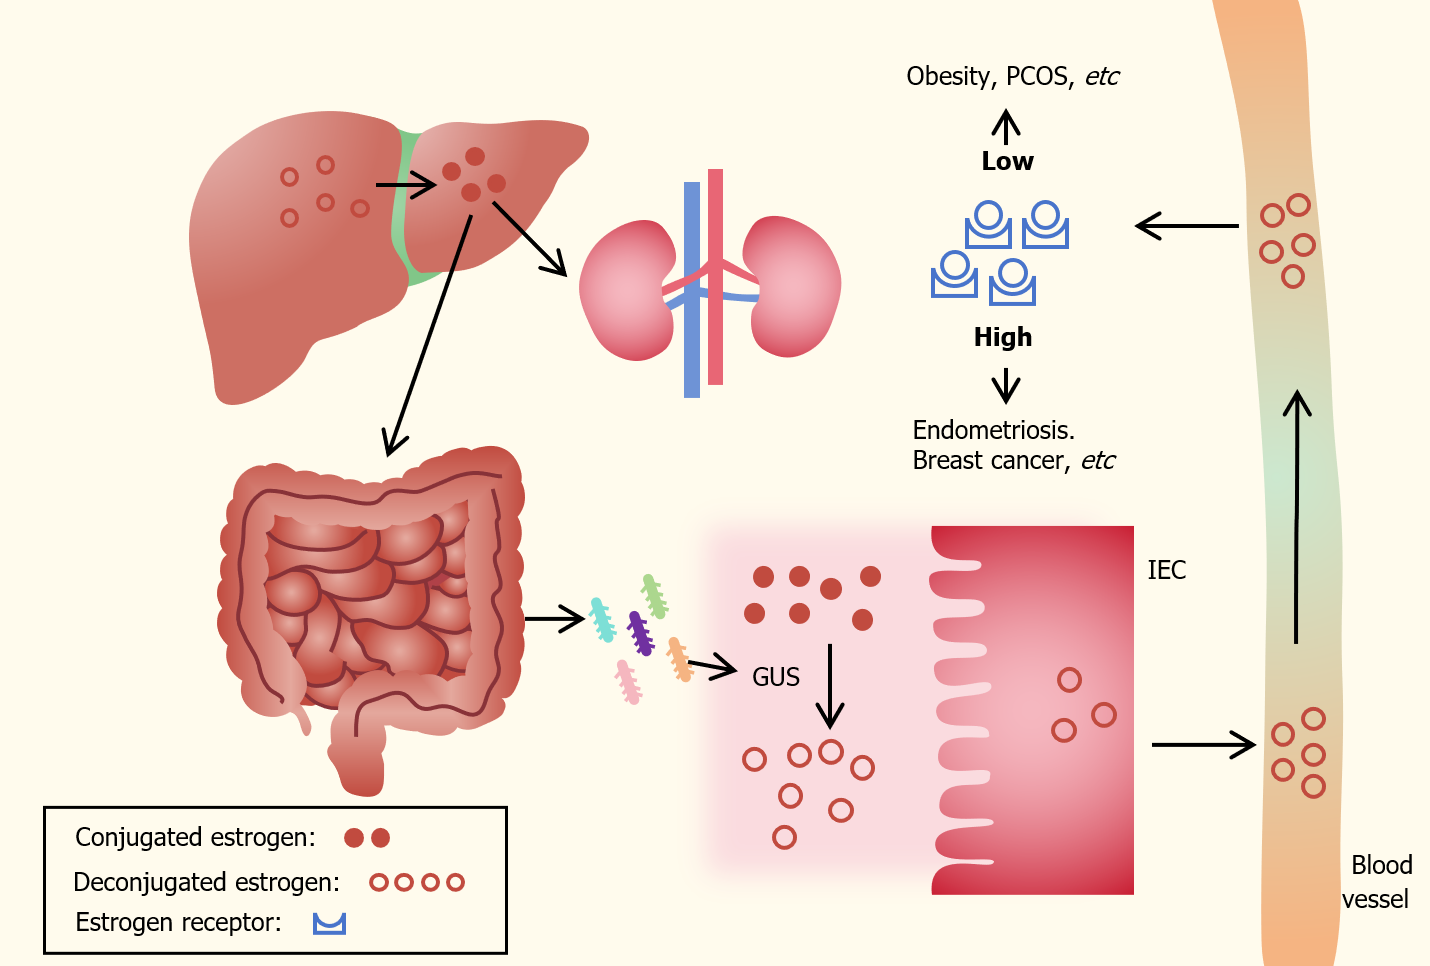 Obesity, PCOS, etc
Low
High
Endometriosis.
Breast cancer, etc
IEC
GUS
Blood
vessel
Conjugated estrogen:
Deconjugated estrogen:
Estrogen receptor: